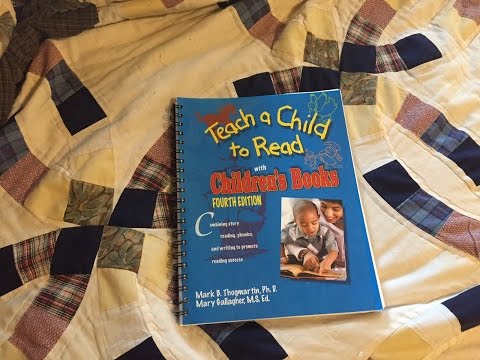 Teach a Child
to Read
with
Children's Books
FOURTH EDITION
Combining story
reading, phonics,
and writing to promote
reading success
Mark B. Thogmartin, Ph. D.
Mary Gallagher, M.S. Ed.